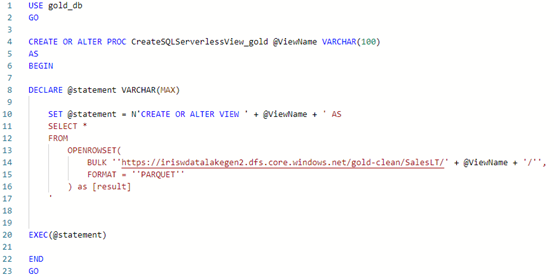 1 USE gold_db
2 GO
3
4 CREATE OR ALTER PROC CreateSQLServerlessView_gold @ViewName VARCHAR(100)
5 AS
6 BEGIN
7
8 DECLARE @statement VARCHAR(MAX)
9
10 SET @statement = N'CREATE OR ALTER VIEW ' + @ViewName + ' AS
11 SELECT *
12 FROM
13 OPENROWSET(
14 BULK ''https://iriswdatalakegen2.dfs.core.windows.net/gold-clean/SalesLT/' + @ViewName + '/'',
15 FORMAT = ''PARQUET''
16 ) as [result]
17 '
18
19
20 EXEC(@statement)
21
22 END
23 GO